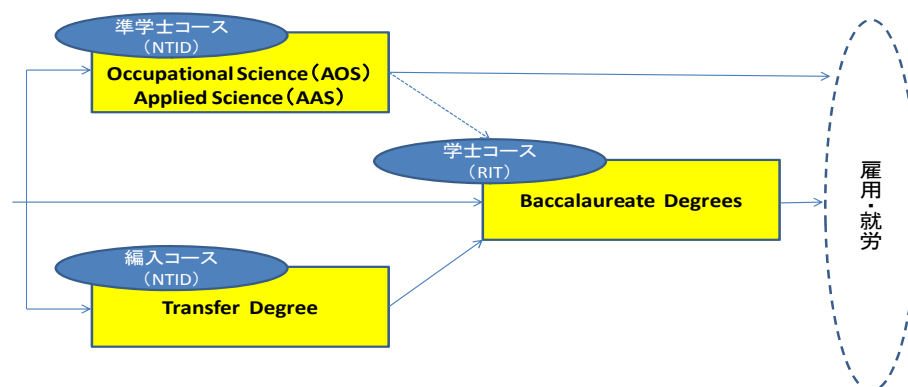 準学士コース
(NTID)
Occupational Science(AOS)
Applied Science(AAS)
学士コース
(RIT)
Baccalaureate Degrees
編入コース
(NTID)
Transfer Degree
雇用・就労